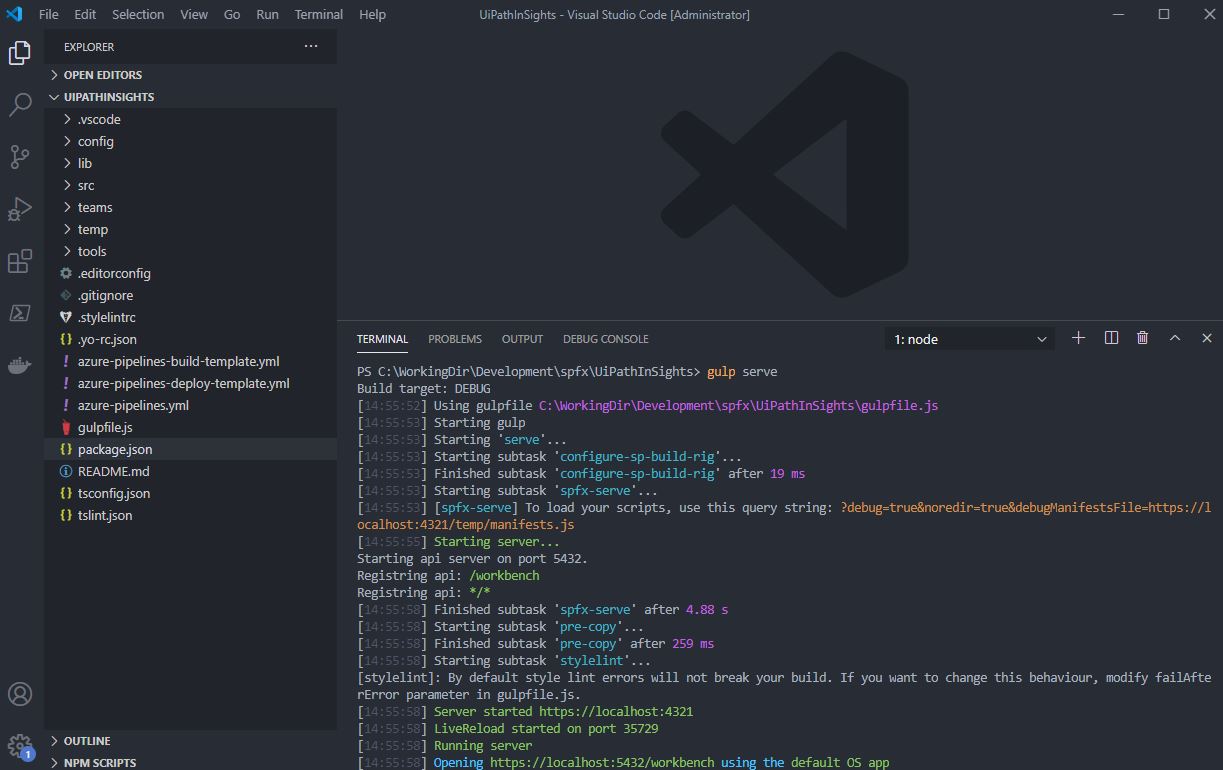 File Edit Selection View Go Run Terminal Help
UiPathInSights - Visual Studio Code [Administrator]
EXPLORER
OPEN EDITORS
UIPATHINSIGHTS
.vscode
config
lib
src
teams
temp
tools
.editorconfig
.gitignore
.stylelintrc
{} .yo-rc.json
! azure-pipelines-build-template.yml
! azure-pipelines-deploy-template.yml
! azure-pipelines.yml
gulpfile.js
{} package.json
README.md
{} tsconfig.json
{} tslint.json
OUTLINE
NPM SCRIPTS
1
TERMINAL PROBLEMS OUTPUT DEBUG CONSOLE
1: node
PS C:\WorkingDir\Development\spfx\UiPathInSights> gulp serve
Build target: DEBUG
[14:55:52] Using gulpfile C:\WorkingDir\Development\spfx\UiPathInSights\gulpfile.js
[14:55:53] Starting gulp
[14:55:53] Starting 'serve'...
[14:55:53] Starting subtask 'configure-sp-build-rig'...
[14:55:53] Finished subtask 'configure-sp-build-rig' after 19 ms
[14:55:53] Starting subtask 'spfx-serve'...
[14:55:53] [spfx-serve] To load your scripts, use this query string: ?debug=true&noredir=true&debugManifestsFile=https://l
ocalhost:4321/temp/manifests.js
[14:55:55] Starting server...
Starting api server on port 5432.
Registring api: /workbench
Registring api: */*
[14:55:58] Finished subtask 'spfx-serve' after 4.88 s
[14:55:58] Starting subtask 'pre-copy'...
[14:55:58] Finished subtask 'pre-copy' after 259 ms
[14:55:58] Starting subtask 'stylelint'...
[stylelint]: By default style lint errors will not break your build. If you want to change this behaviour, modify failAfte
rError parameter in gulpfile.js.
[14:55:58] Server started https://localhost:4321
[14:55:58] LiveReload started on port 35729
[14:55:58] Running server
[14:55:58] Opening https://localhost:5432/workbench using the default OS app